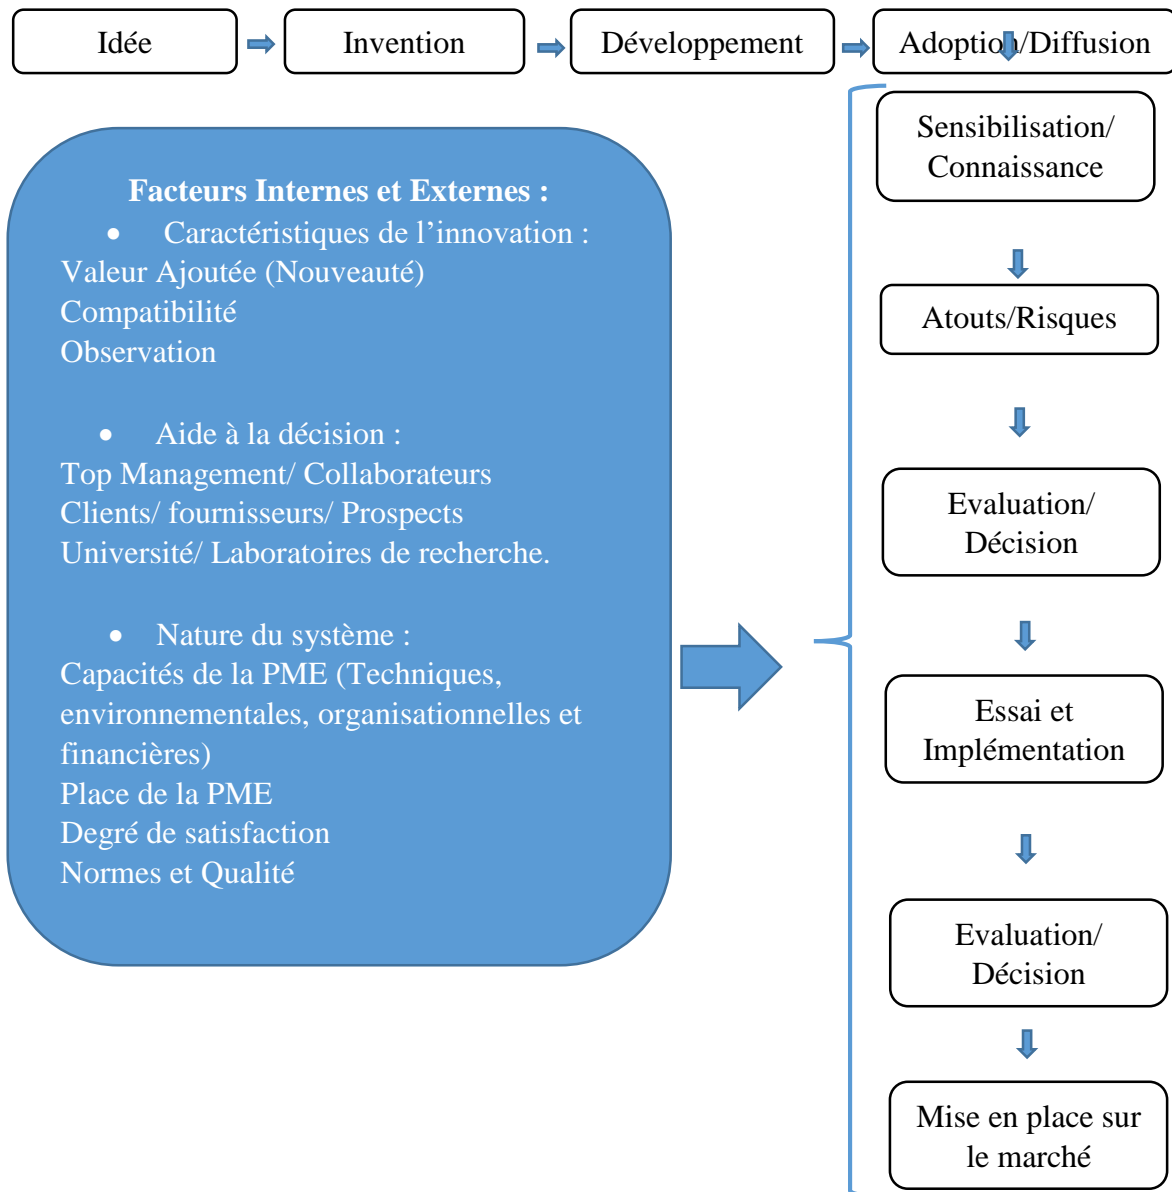 Idée
Invention
Développement
Adoption/Diffusion
Facteurs Internes et Externes :
• Caractéristiques de l’innovation :
Valeur Ajoutée (Nouveauté)
Compatibilité
Observation
• Aide à la décision :
Top Management/ Collaborateurs
Clients/ fournisseurs/ Prospects
Université/ Laboratoires de recherche.
• Nature du système :
Capacités de la PME (Techniques,
environnementales, organisationnelles et
financières)
Place de la PME
Degré de satisfaction
Normes et Qualité
Sensibilisation/
Connaissance
Atouts/Risques
Evaluation/
Décision
Essai et
Implémentation
Evaluation/
Décision
Mise en place sur
le marché